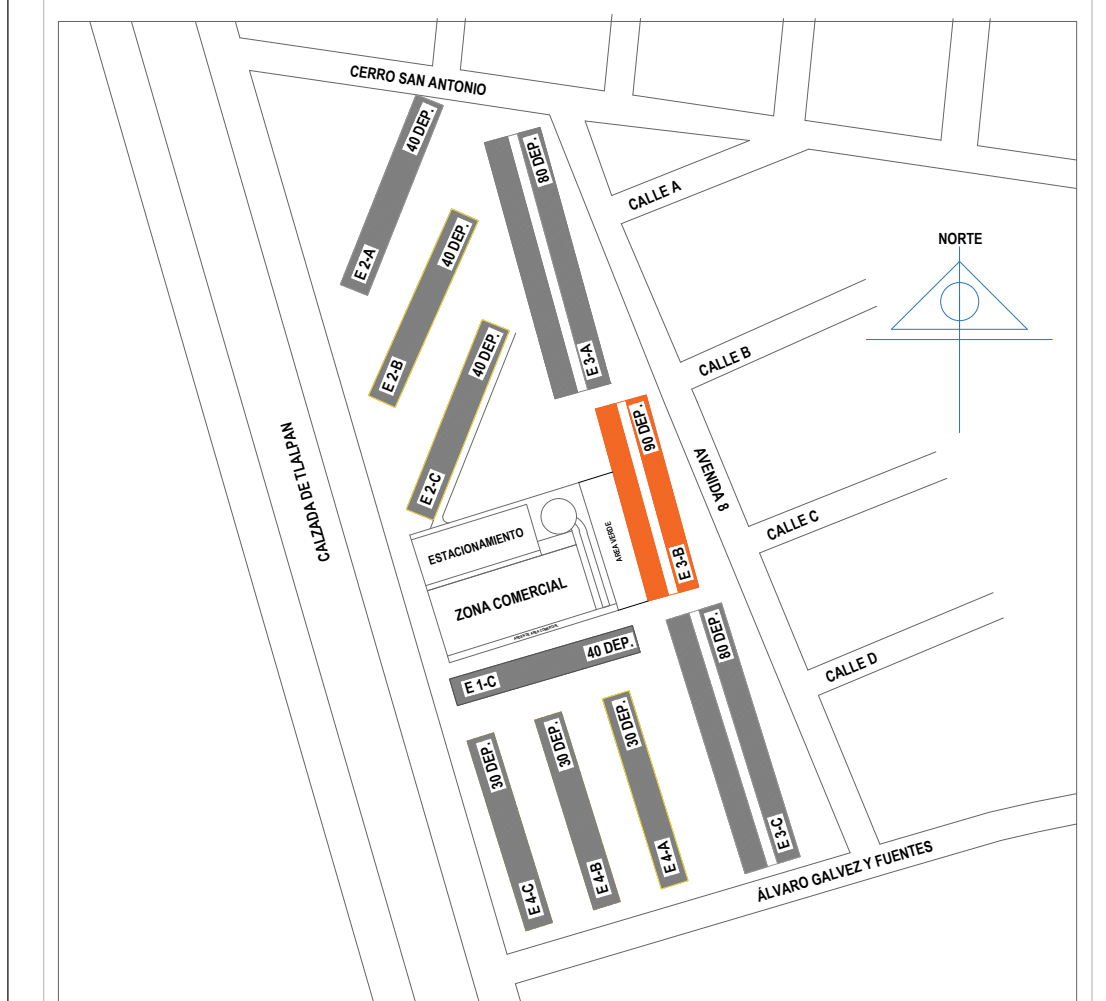 CERRO SAN ANTONIO
40 DEP.
E 2-A
80 DEP.
E 3-A
CALLE A
NORTE
40 DEP.
E 2-B
40 DEP.
E 2-C
CALLE B
90 DEP.
E 3-B
AVENIDA 8
CALZADA DE TLALPAN
CALLE C
ESTACIONAMIENTO
AREA VERDE
ZONA COMERCIAL
40 DEP.
E 1-C
80 DEP.
E 3-C
CALLE D
30 DEP.
E 4-C
30 DEP.
E 4-B
30 DEP.
E 4-A
ÁLVARO GALVEZ Y FUENTES